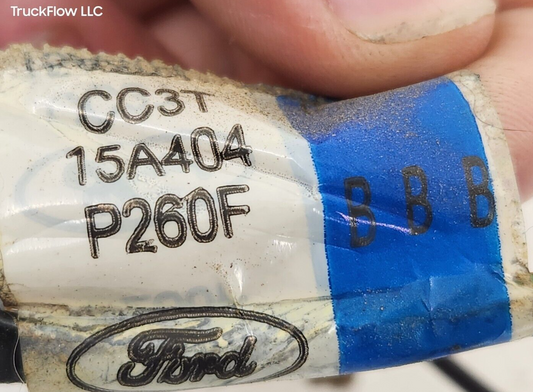 TruckFlow LLC
CC3T
15A404
P260F
B B B
Ford